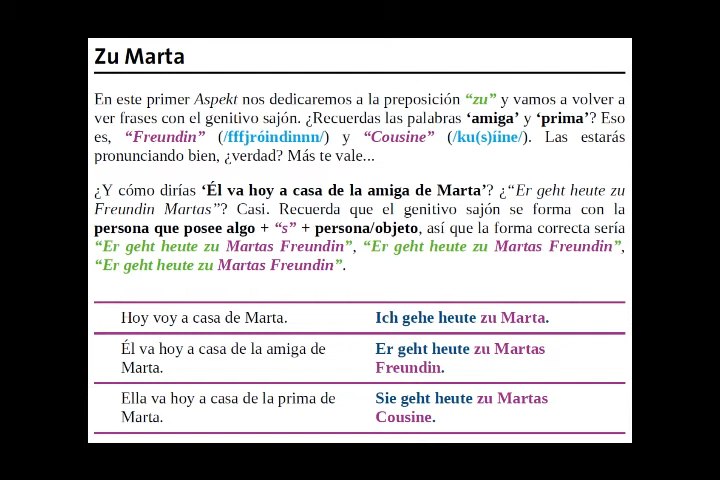 Zu Marta
En este primer Aspekt nos dedicaremos a la preposición “zu” y vamos a volver a
ver frases con el genitivo sajón. ¿Recuerdas las palabras ‘amiga’ y ‘prima’? Eso
es, “Freundin” (/fffjróindinnn/) y “Cousine” (/ku(s)íine/). Las estarás
pronunciando bien, ¿verdad? Más te vale...
¿Y cómo dirías ‘Él va hoy a casa de la amiga de Marta’? ¿“Er geht heute zu
Freundin Martas”? Casi. Recuerda que el genitivo sajón se forma con la
persona que posee algo + “s” + persona/objeto, así que la forma correcta sería
“Er geht heute zu Martas Freundin”, “Er geht heute zu Martas Freundin”,
“Er geht heute zu Martas Freundin”.
Hoy voy a casa de Marta. Ich gehe heute zu Marta.
Él va hoy a casa de la amiga de Er geht heute zu Martas
Marta. Freundin.
Ella va hoy a casa de la prima de Sie geht heute zu Martas
Marta. Cousine.